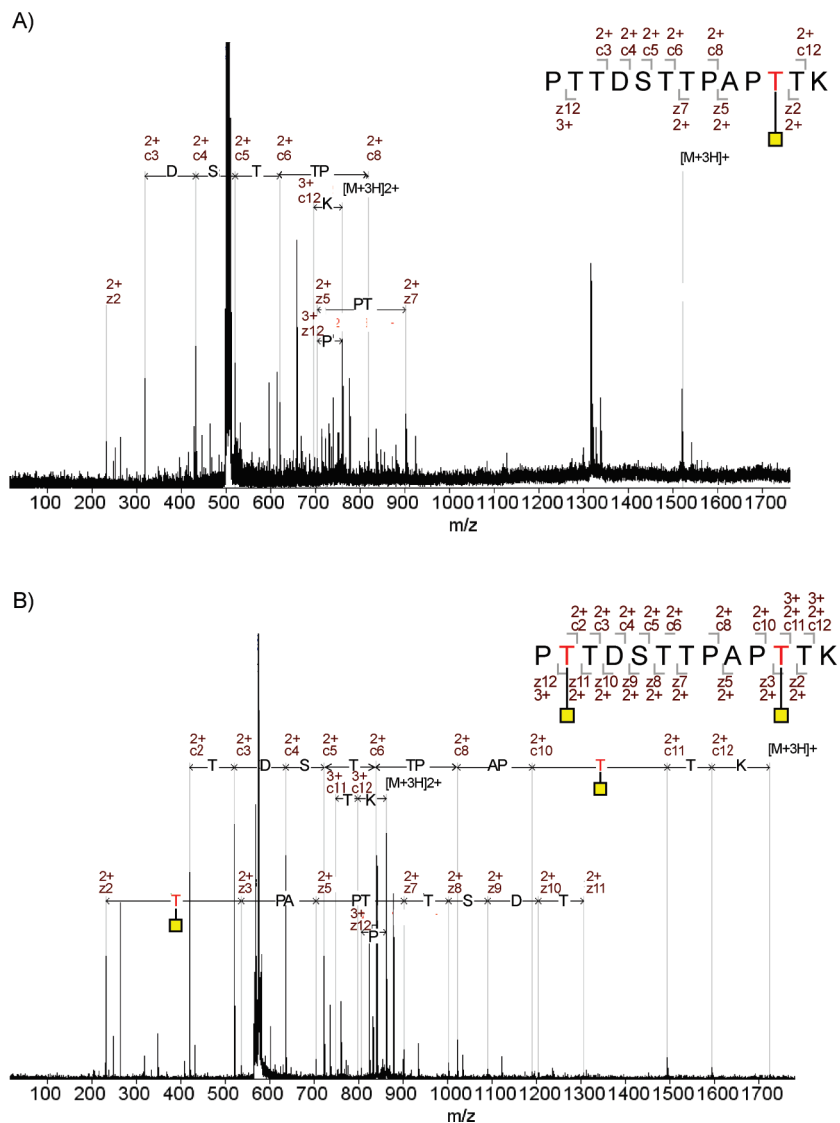 A)
2+ 2+ 2+ 2+ 2+ 2+
c3 c4 c5 c6 c8 c12
PTTDSTTPAPTTK
z12 z7 z5 z2
3+ 2+ 2+ 2+
[M+3H]+
2+ 2+ 2+ 2+ 2+
c3 c4 c5 c6 c8
D S T TP
3+ [M+3H]2+
c12 K
2+ 2+ 2+
z2 z5 PT z7
3+
z12 P
100 200 300 400 500 600 700 800 900 1000 1100 1200 1300 1400 1500 1600 1700
m/z
B)
3+ 3+
2+ 2+ 2+ 2+ 2+ 2+ 2+ 2+ 2+
c2 c3 c4 c5 c6 c8 c10 c11 c12
PTTDSTTPAPTTK
z12 z11 z10 z9 z8 z7 z5 z3 z2
3+ 2+ 2+ 2+ 2+ 2+ 2+ 2+ 2+
2+ 2+ 2+ 2+ 2+ 2+ 2+ 2+ 2+ [M+3H]+
c2 c3 c4 c5 c6 c8 c10 c11 c12
T D S T TP AP T T K
3+ 3+ [M+3H]2+
c11 c12
T K
2+ 2+ 2+ 2+ 2+ 2+ 2+ 2+
z2 z3 z5 z7 z8 z9 z10 z11
T PA PT T S D T
3+
z12 P
100 200 300 400 500 600 700 800 900 1000 1100 1200 1300 1400 1500 1600 1700
m/z